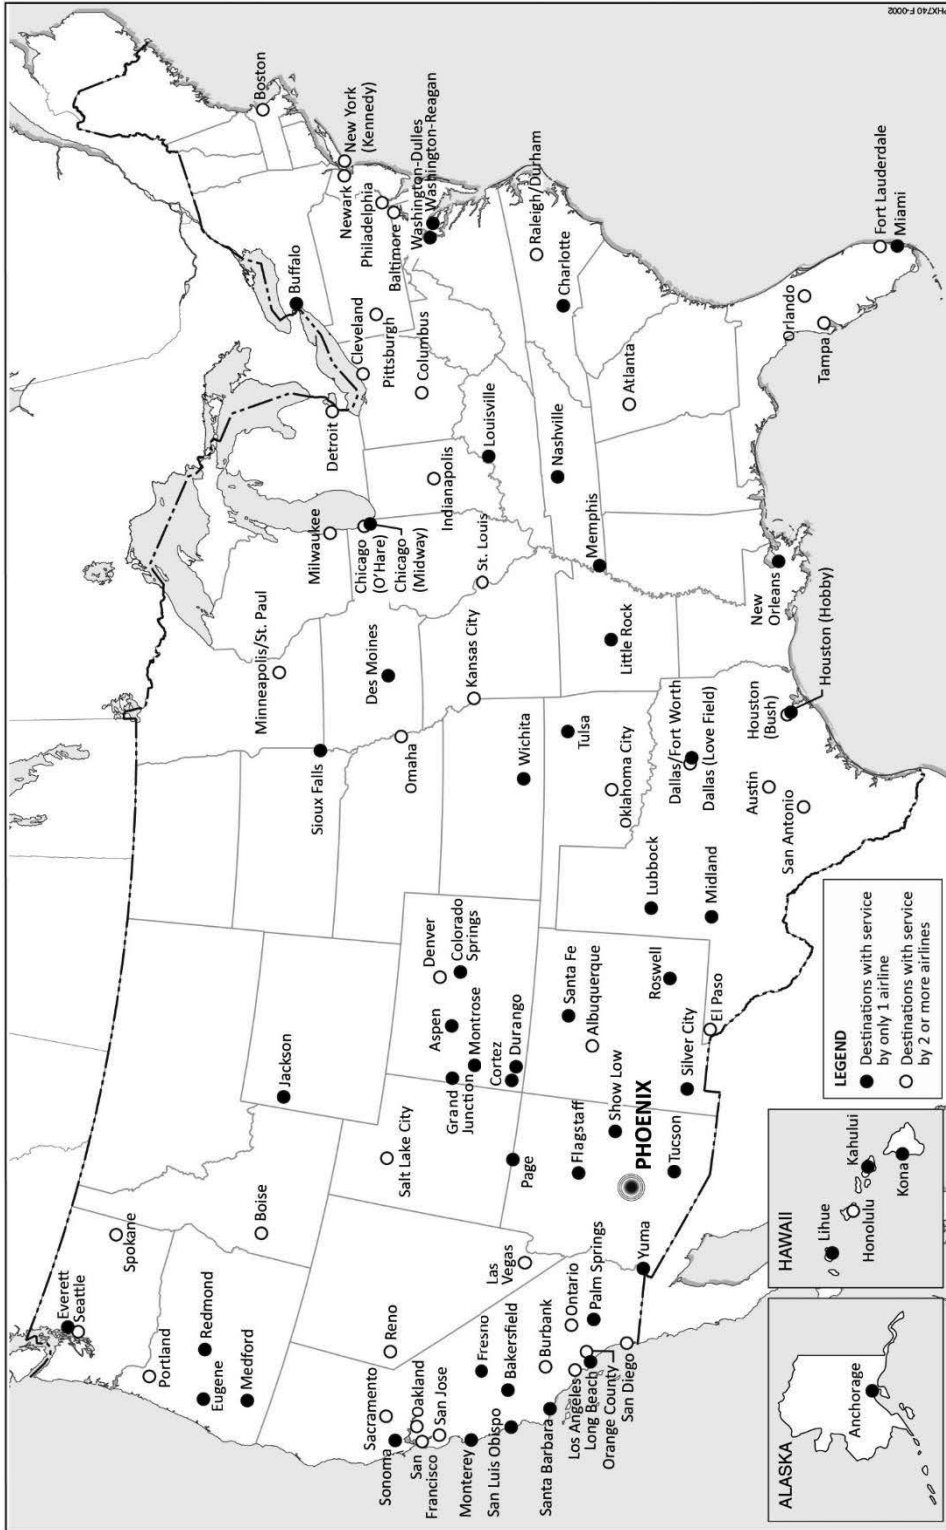 PHX740 F-0002
Everett
Seattle
Spokane
Portland
Redmond
Eugene
Medford
Boise
Jackson
Minneapolis/St. Paul
Milwaukee
Sioux Falls
Buffalo
Boston
New York
(Kennedy)
Newark
Philadelphia
Baltimore
Washington-Dulles
Washington-Reagan
Detroit
Cleveland
Pittsburgh
Columbus
Chicago
(O'Hare)
Chicago
(Midway)
Indianapolis
Des Moines
Omaha
Reno
Salt Lake City
Sacramento
Sonoma
Oakland
San
Francisco
San Jose
Monterey
Fresno
San Luis Obispo
Bakersfield
Santa Barbara
Burbank
Las
Vegas
Los Angeles
Long Beach
Orange County
Ontario
Palm Springs
San Diego
Yuma
Page
Flagstaff
Show Low
PHOENIX
Tucson
Grand
Junction
Aspen
Montrose
Cortez
Durango
Denver
Colorado
Springs
Santa Fe
Albuquerque
Roswell
Silver City
El Paso
Kansas City
St. Louis
Louisville
Wichita
Tulsa
Oklahoma City
Little Rock
Memphis
Nashville
Charlotte
Raleigh/Durham
Atlanta
Lubbock
Midland
Dallas/Fort Worth
Dallas (Love Field)
Austin
San Antonio
Houston
(Bush)
Houston (Hobby)
New
Orleans
Tampa
Orlando
Fort Lauderdale
Miami
ALASKA
Anchorage
HAWAII
Lihue
Honolulu
Kahului
Kona
LEGEND
Destinations with service
by only 1 airline
Destinations with service
by 2 or more airlines